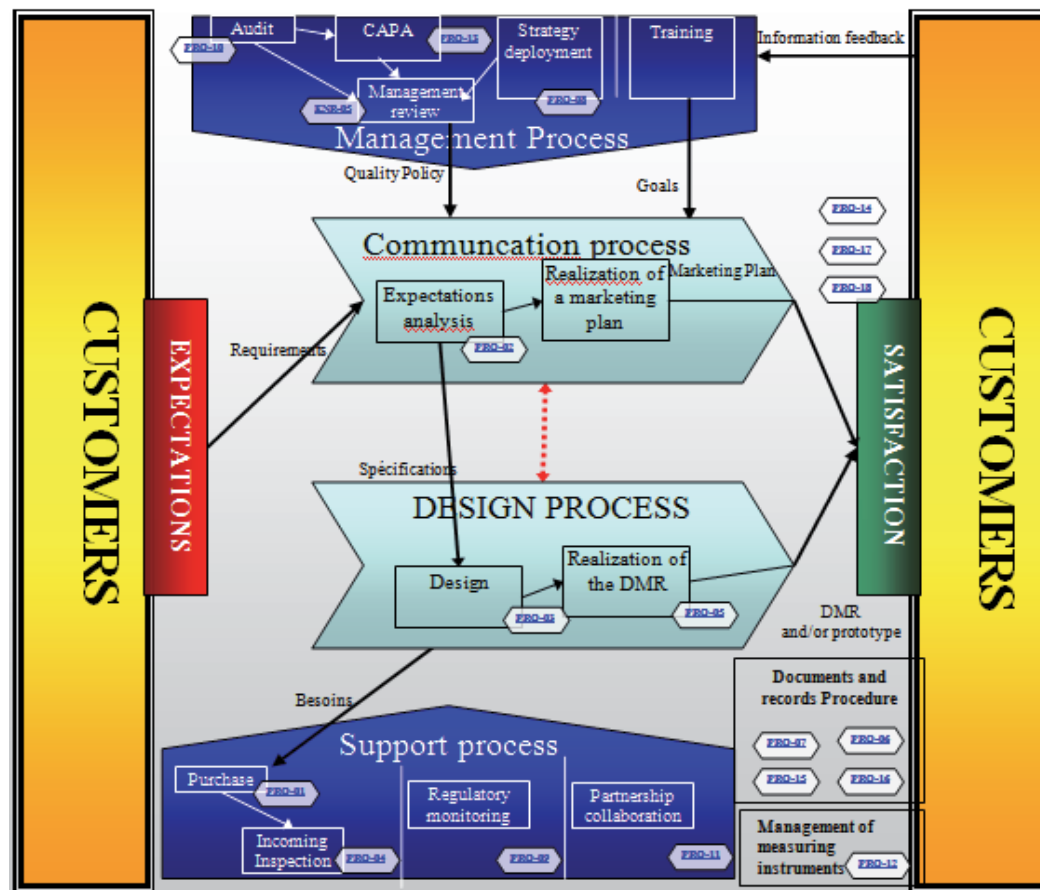 Audit
PRO-10
CAPA
PRO-13
Strategy
deployment
PRO-08
Training
Management
review
ENR-05
Management Process
Information feedback
Quality Policy
Goals
PRO-14
PRO-17
PRO-18
Communcation process
Expectations
analysis
PRO-02
Realization of
a marketing
plan
Marketing Plan
CUSTOMERS
EXPECTATIONS
Requirements
SATISFACTION
CUSTOMERS
Spécifications
DESIGN PROCESS
Design
PRO-03
Realization of
the DMR
PRO-05
DMR
and/or prototype
Besoins
Support process
Purchase
PRO-01
Incoming
Inspection
PRO-04
Regulatory
monitoring
PRO-09
Partnership
collaboration
PRO-11
Documents and
records Procedure
PRO-07
PRO-06
PRO-15
PRO-16
Management of
measuring
instruments
PRO-12